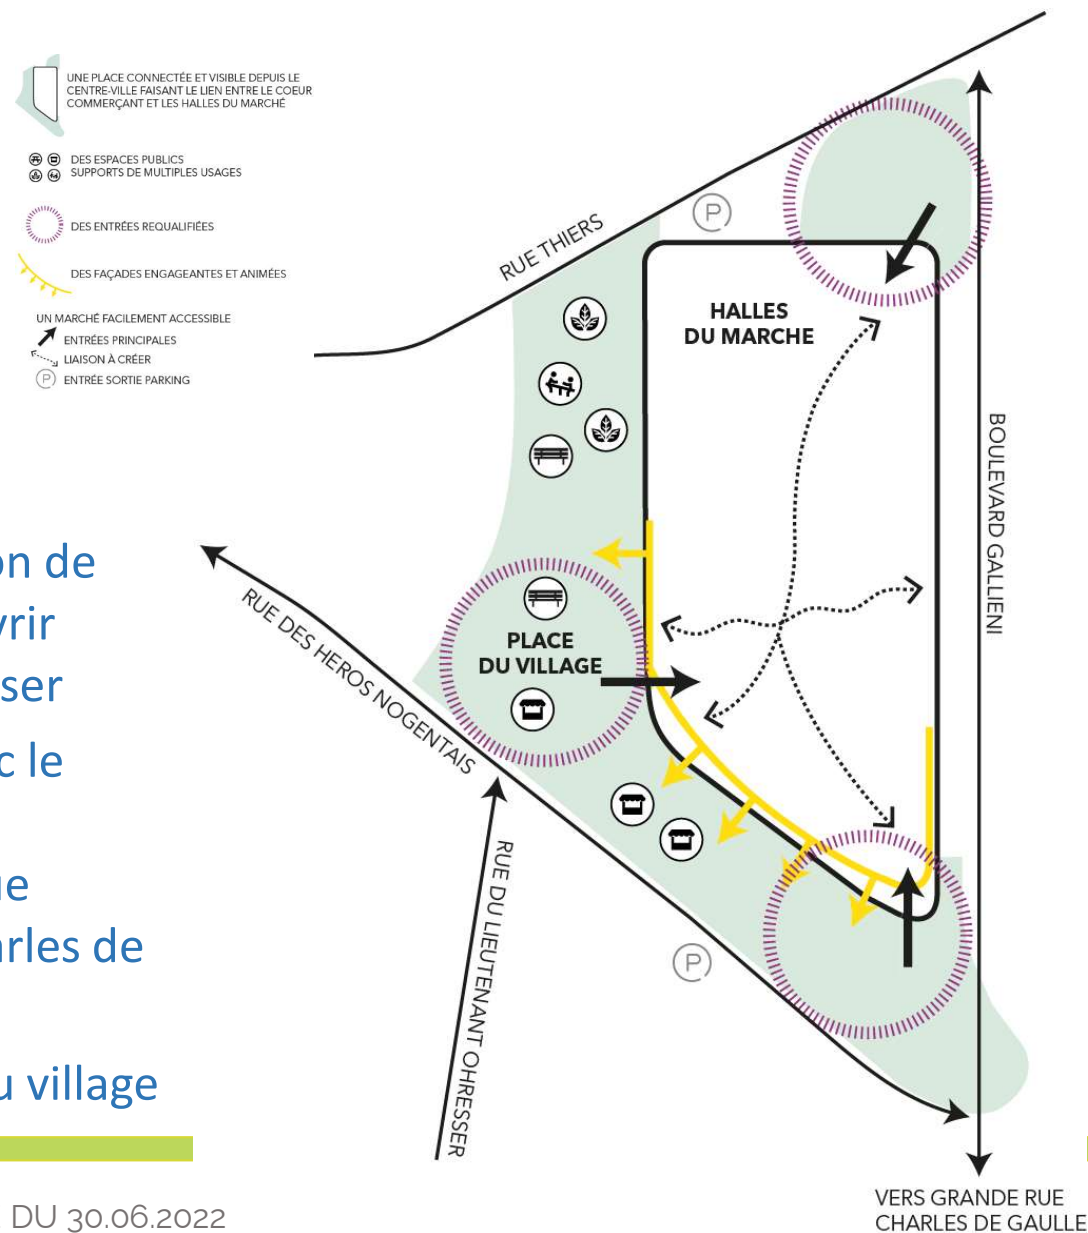 UNE PLACE CONNECTÉE ET VISIBLE DEPUIS LE
CENTRE-VILLE FAISANT LE LIEN ENTRE LE COEUR
COMMERÇANT ET LES HALLES DU MARCHÉ
DES ESPACES PUBLICS
SUPPORTS DE MULTIPLES USAGES
DES ENTRÉES REQUALIFIÉES
DES FAÇADES ENGAGEANTES ET ANIMÉES
UN MARCHÉ FACILEMENT ACCESSIBLE
ENTRÉES PRINCIPALES
LIAISON À CRÉER
P ENTRÉE SORTIE PARKING
P
RUE THIERS
HALLES
DU MARCHE
BOULEVARD GALLIENI
RUE DES HEROS NOGENTAIS
PLACE
DU VILLAGE
RUE DU LIEUTENANT OHRESSER
P
VERS GRANDE RUE
CHARLES DE GAULLE
on de
vrir
ser
c le
ue
arles de
u village
DU 30.06.2022